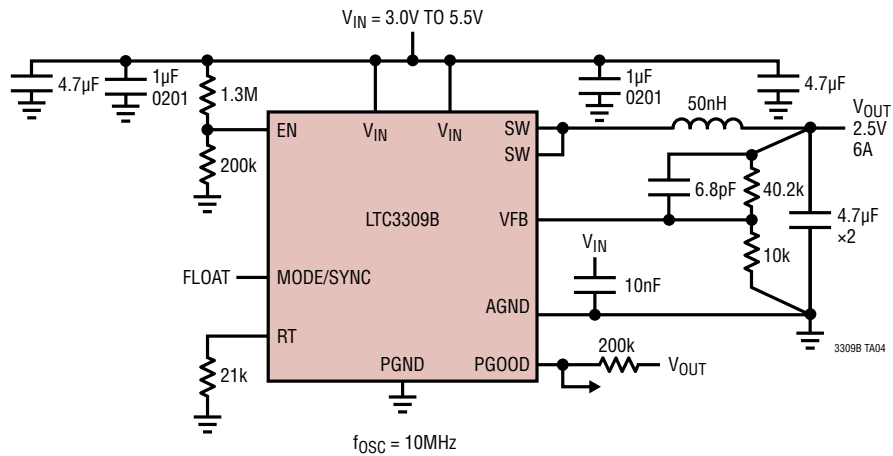 V_IN = 3.0V TO 5.5V
4.7µF
1µF
0201
1.3M
1µF
0201
4.7µF
50nH
V_OUT
2.5V
6A
EN
V_IN
V_IN
SW
SW
200k
6.8pF
40.2k
LTC3309B
VFB
4.7µF
×2
V_IN
10k
FLOAT
MODE/SYNC
10nF
AGND
RT
3309B TA04
200k
PGND
PGOOD
V_OUT
21k
f_OSC = 10MHz